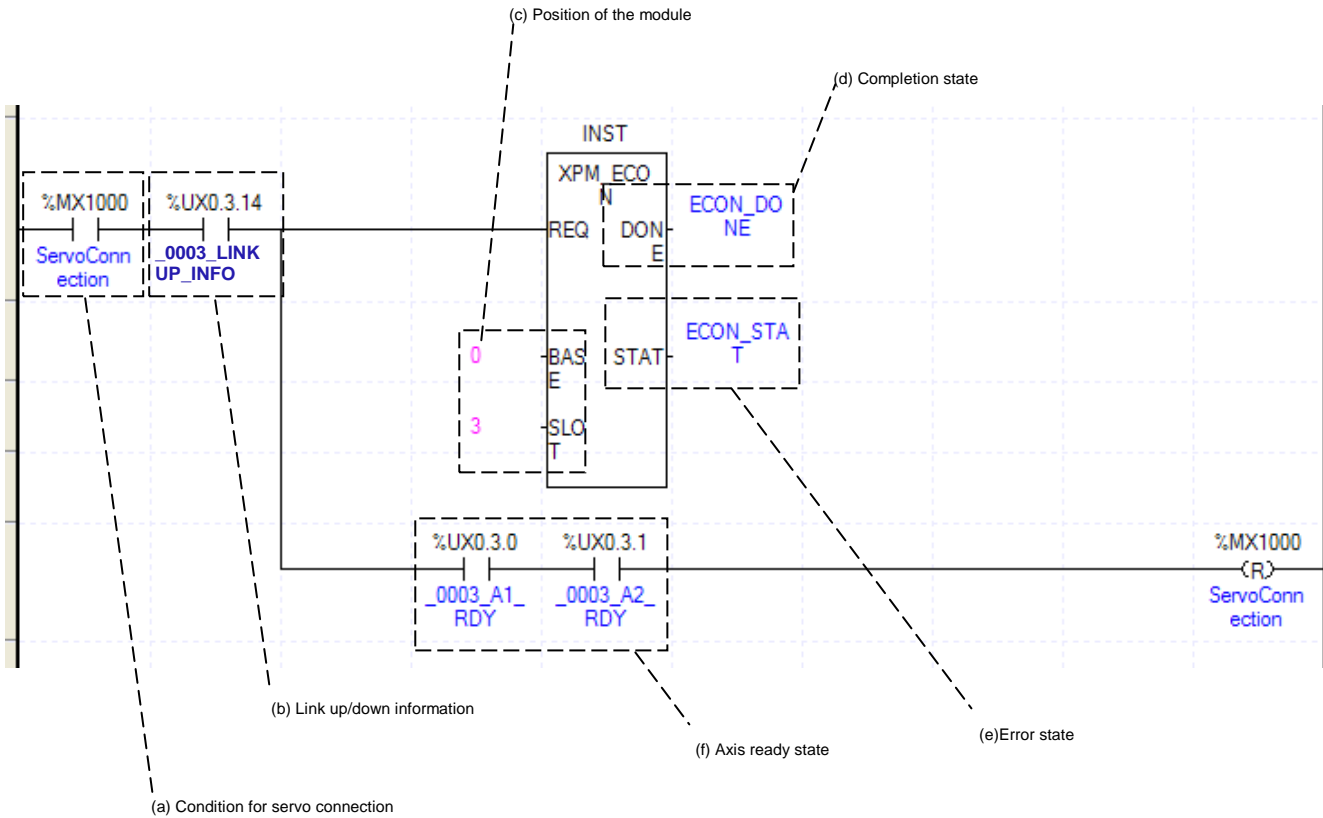 (c) Position of the module
(d) Completion state
INST
XPM_ECO
N
%MX1000
%UX0.3.14
ECON_DO
NE
REQ
DON
E
ServoConn
ection
_0003_LINK
UP_INFO
0
BAS
E
STAT
ECON_STA
T
3
SLO
T
%UX0.3.0
%UX0.3.1
%MX1000
(R)
_0003_A1_
RDY
_0003_A2_
RDY
ServoConn
ection
(b) Link up/down information
(e)Error state
(f) Axis ready state
(a) Condition for servo connection